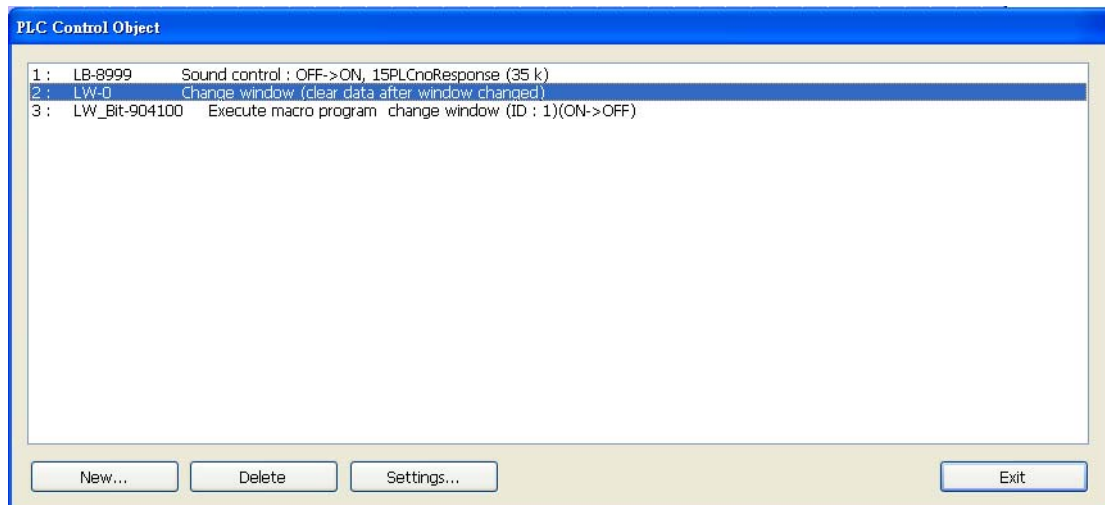 PLC Control Object
1 : LB-8999 Sound control : OFF->ON, 15PLCnoResponse (35 k)
2 : LW-0 Change window (clear data after window changed)
3 : LW_Bit-904100 Execute macro program change window (ID : 1)(ON->OFF)
New... Delete Settings... Exit